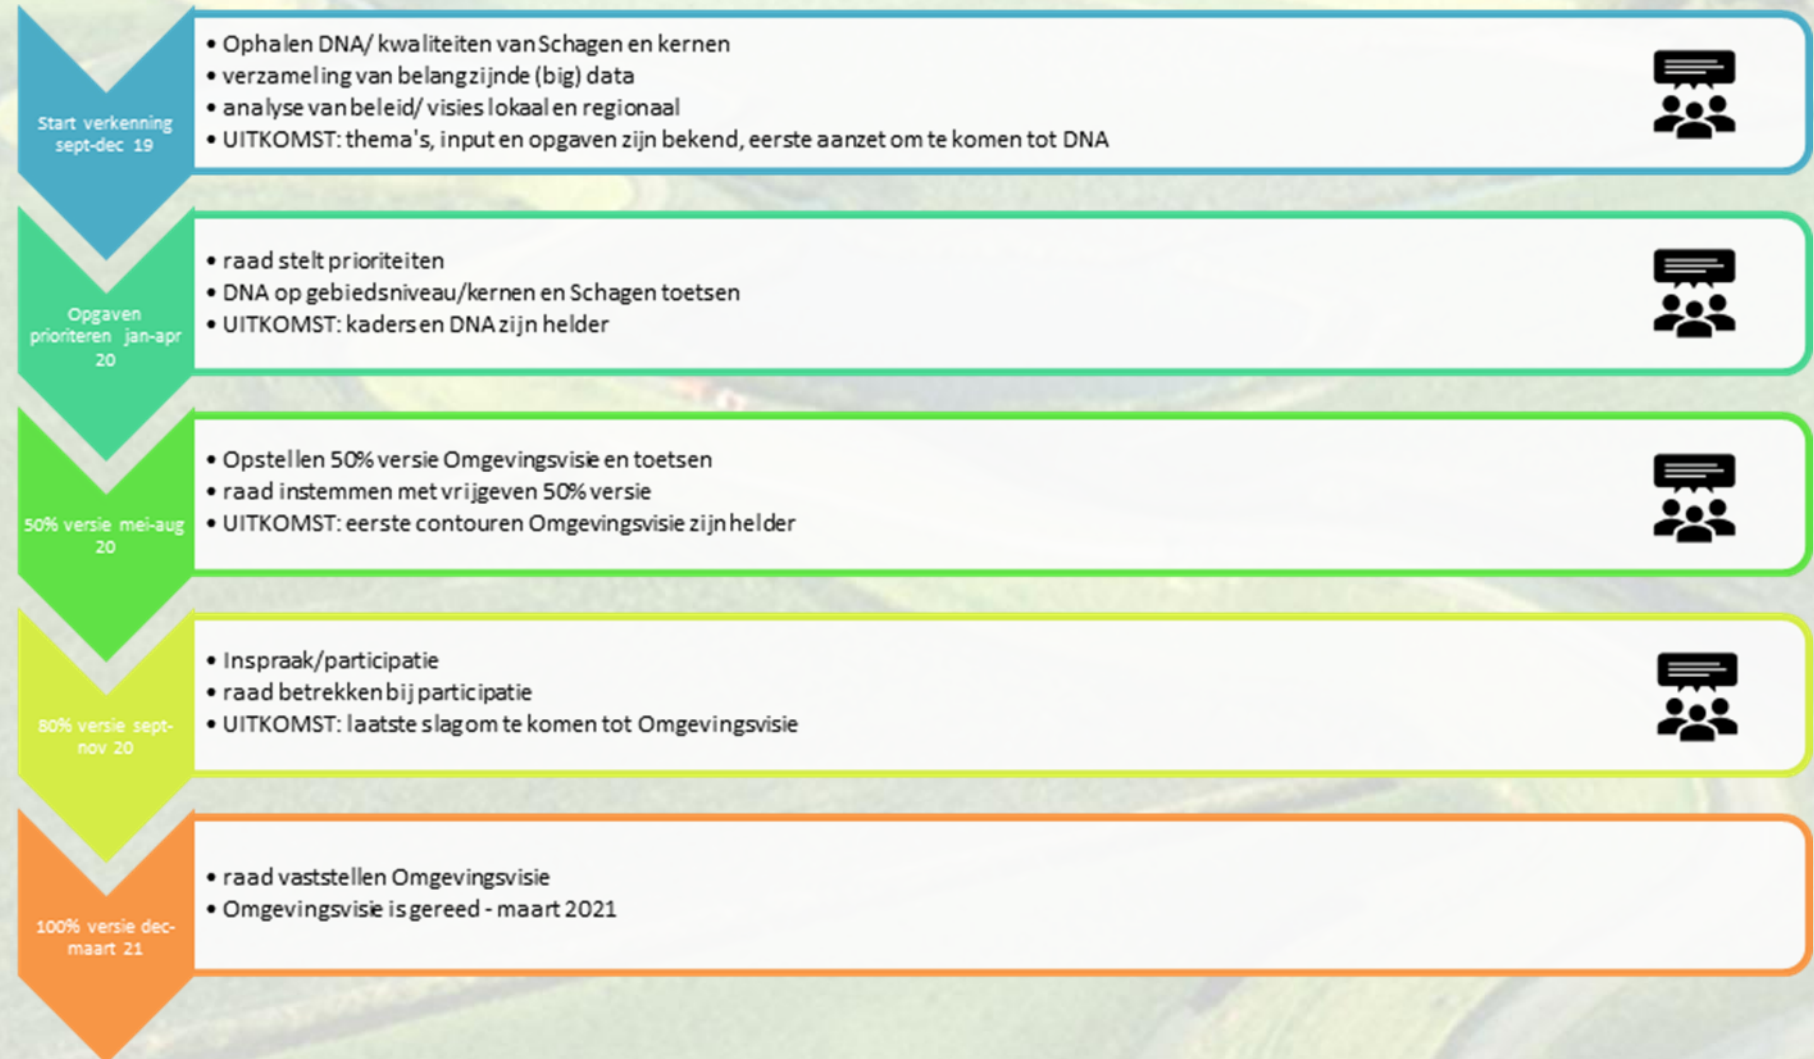 Start verkenning
sept-dec 19
• Ophalen DNA/ kwaliteiten van Schagen en kernen
• verzameling van belangzijnde (big) data
• analyse van beleid/ visies lokaal en regionaal
• UITKOMST: thema's, input en opgaven zijn bekend, eerste aanzet om te komen tot DNA
Opgaven
prioriteren jan-apr
20
• raad stelt prioriteiten
• DNA op gebiedsniveau/kernen en Schagen toetsen
• UITKOMST: kaders en DNA zijn helder
50% versie mei-aug
20
• Opstellen 50% versie Omgevingsvisie en toetsen
• raad instemmen met vrijgeven 50% versie
• UITKOMST: eerste contouren Omgevingsvisie zijn helder
80% versie sept-
nov 20
• Inspraak/participatie
• raad betrekken bij participatie
• UITKOMST: laatste slag om te komen tot Omgevingsvisie
100% versie dec-
maart 21
• raad vaststellen Omgevingsvisie
• Omgevingsvisie is gereed - maart 2021